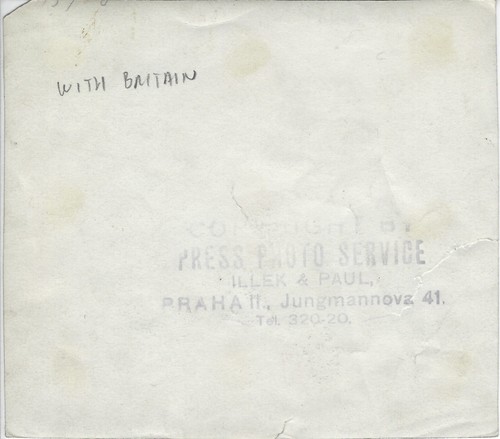 WITH BRITAIN
COPYRIGHT BY
PRESS PHOTO SERVICE
ILLEK & PAUL,
PRAHA II., Jungmannova 41.
Tel. 320-20.